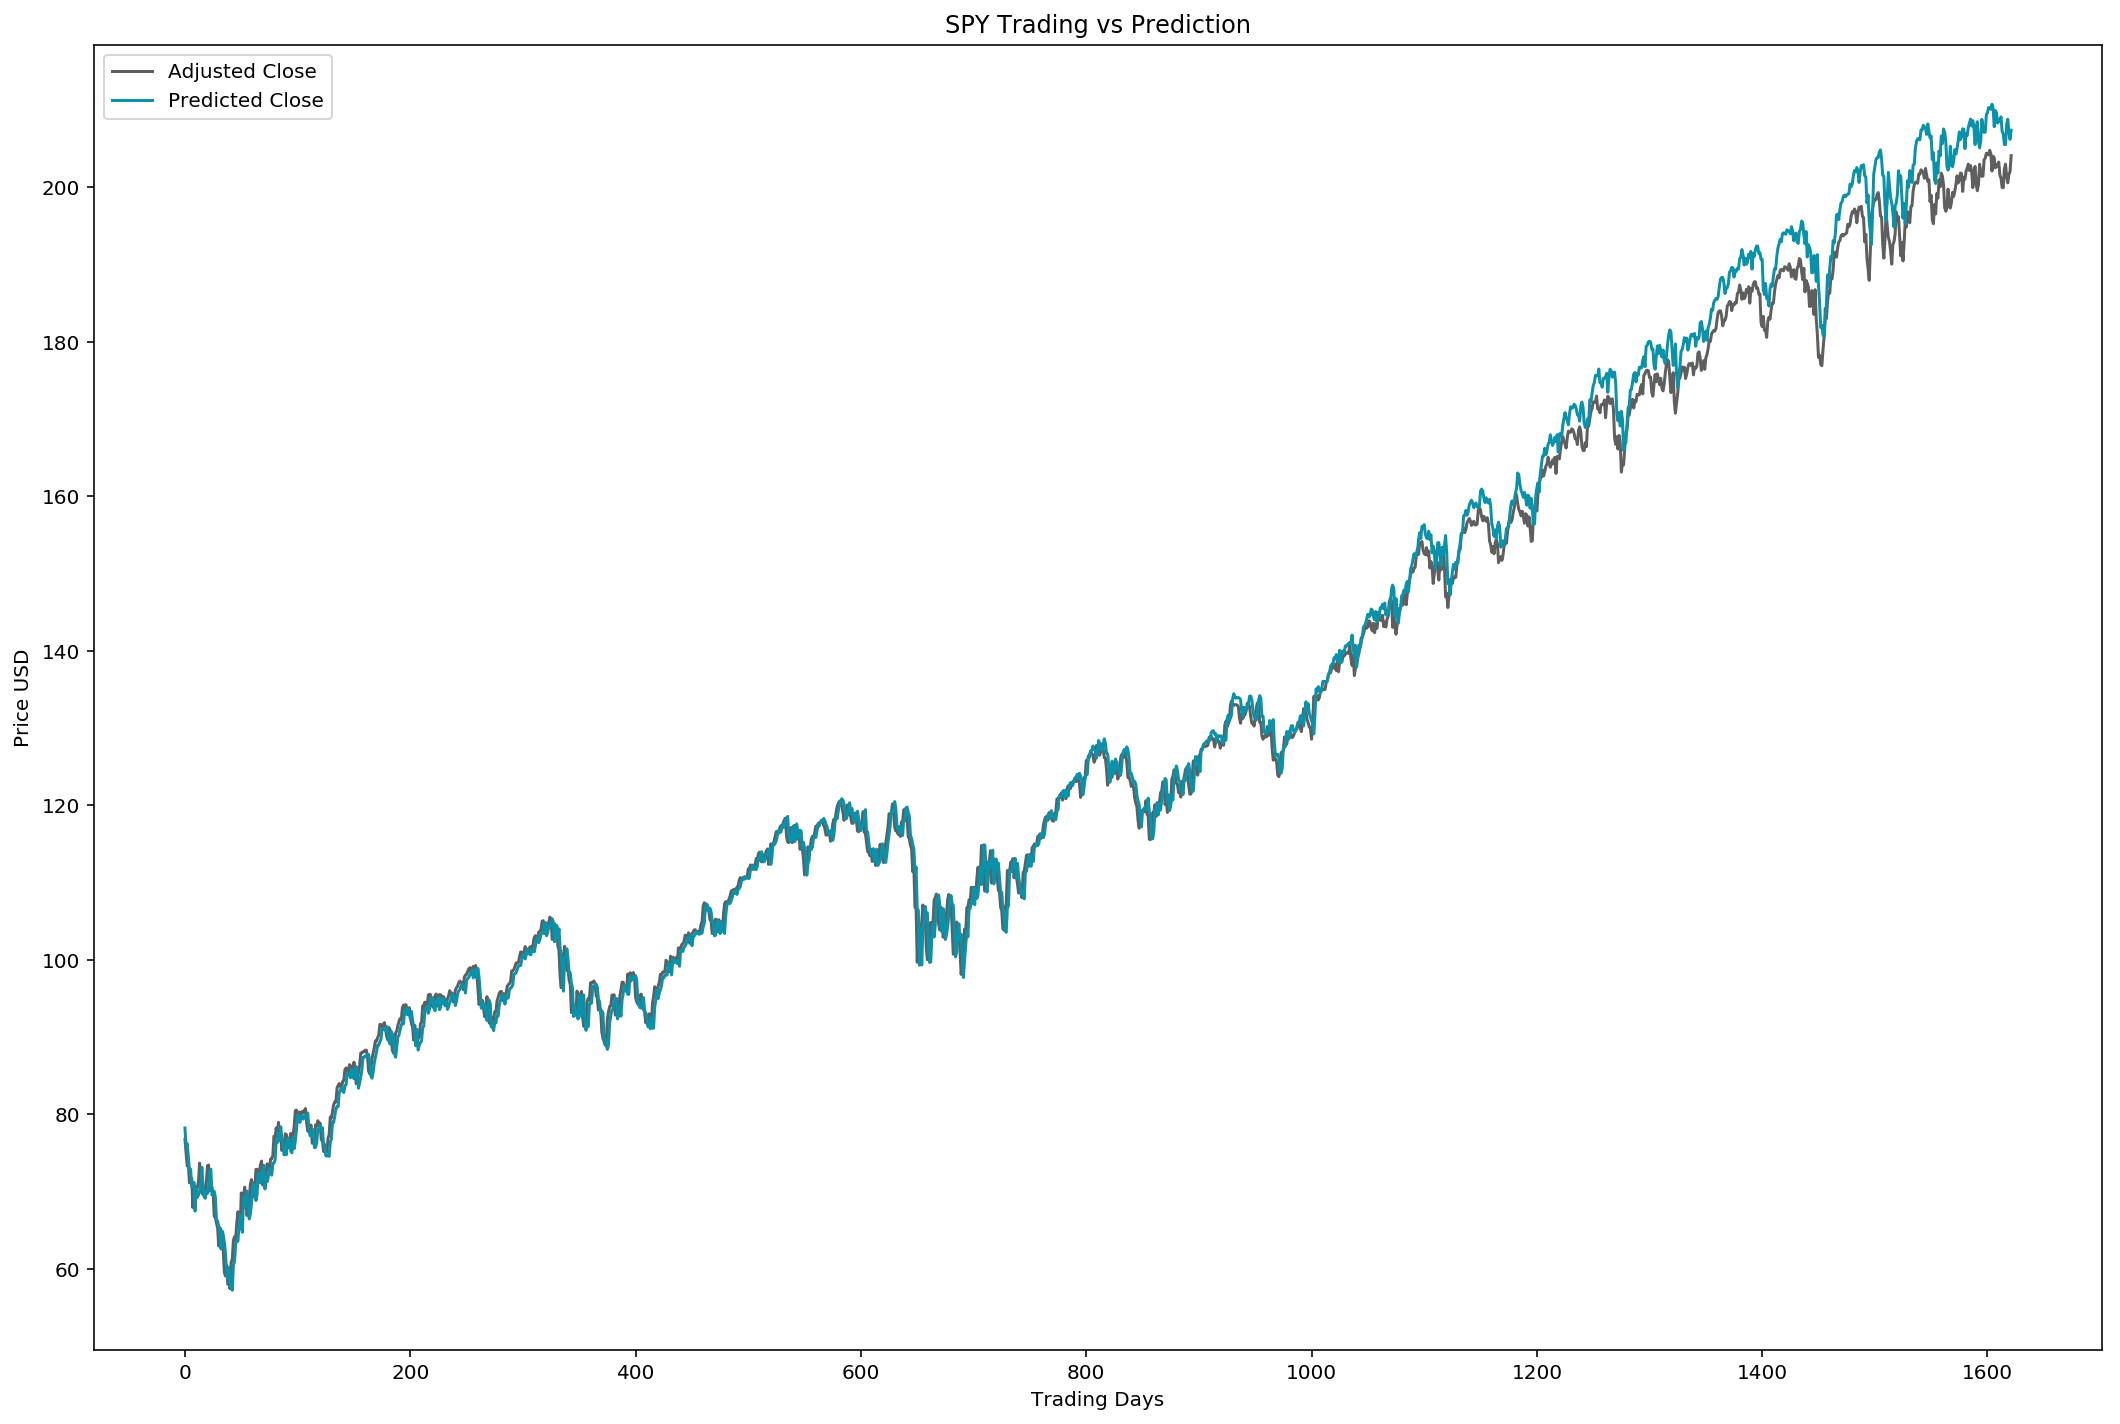 SPY Trading vs Prediction
Adjusted Close
Predicted Close
Price USD
200
180
160
140
120
100
80
60
0 200 400 600 800 1000 1200 1400 1600
Trading Days